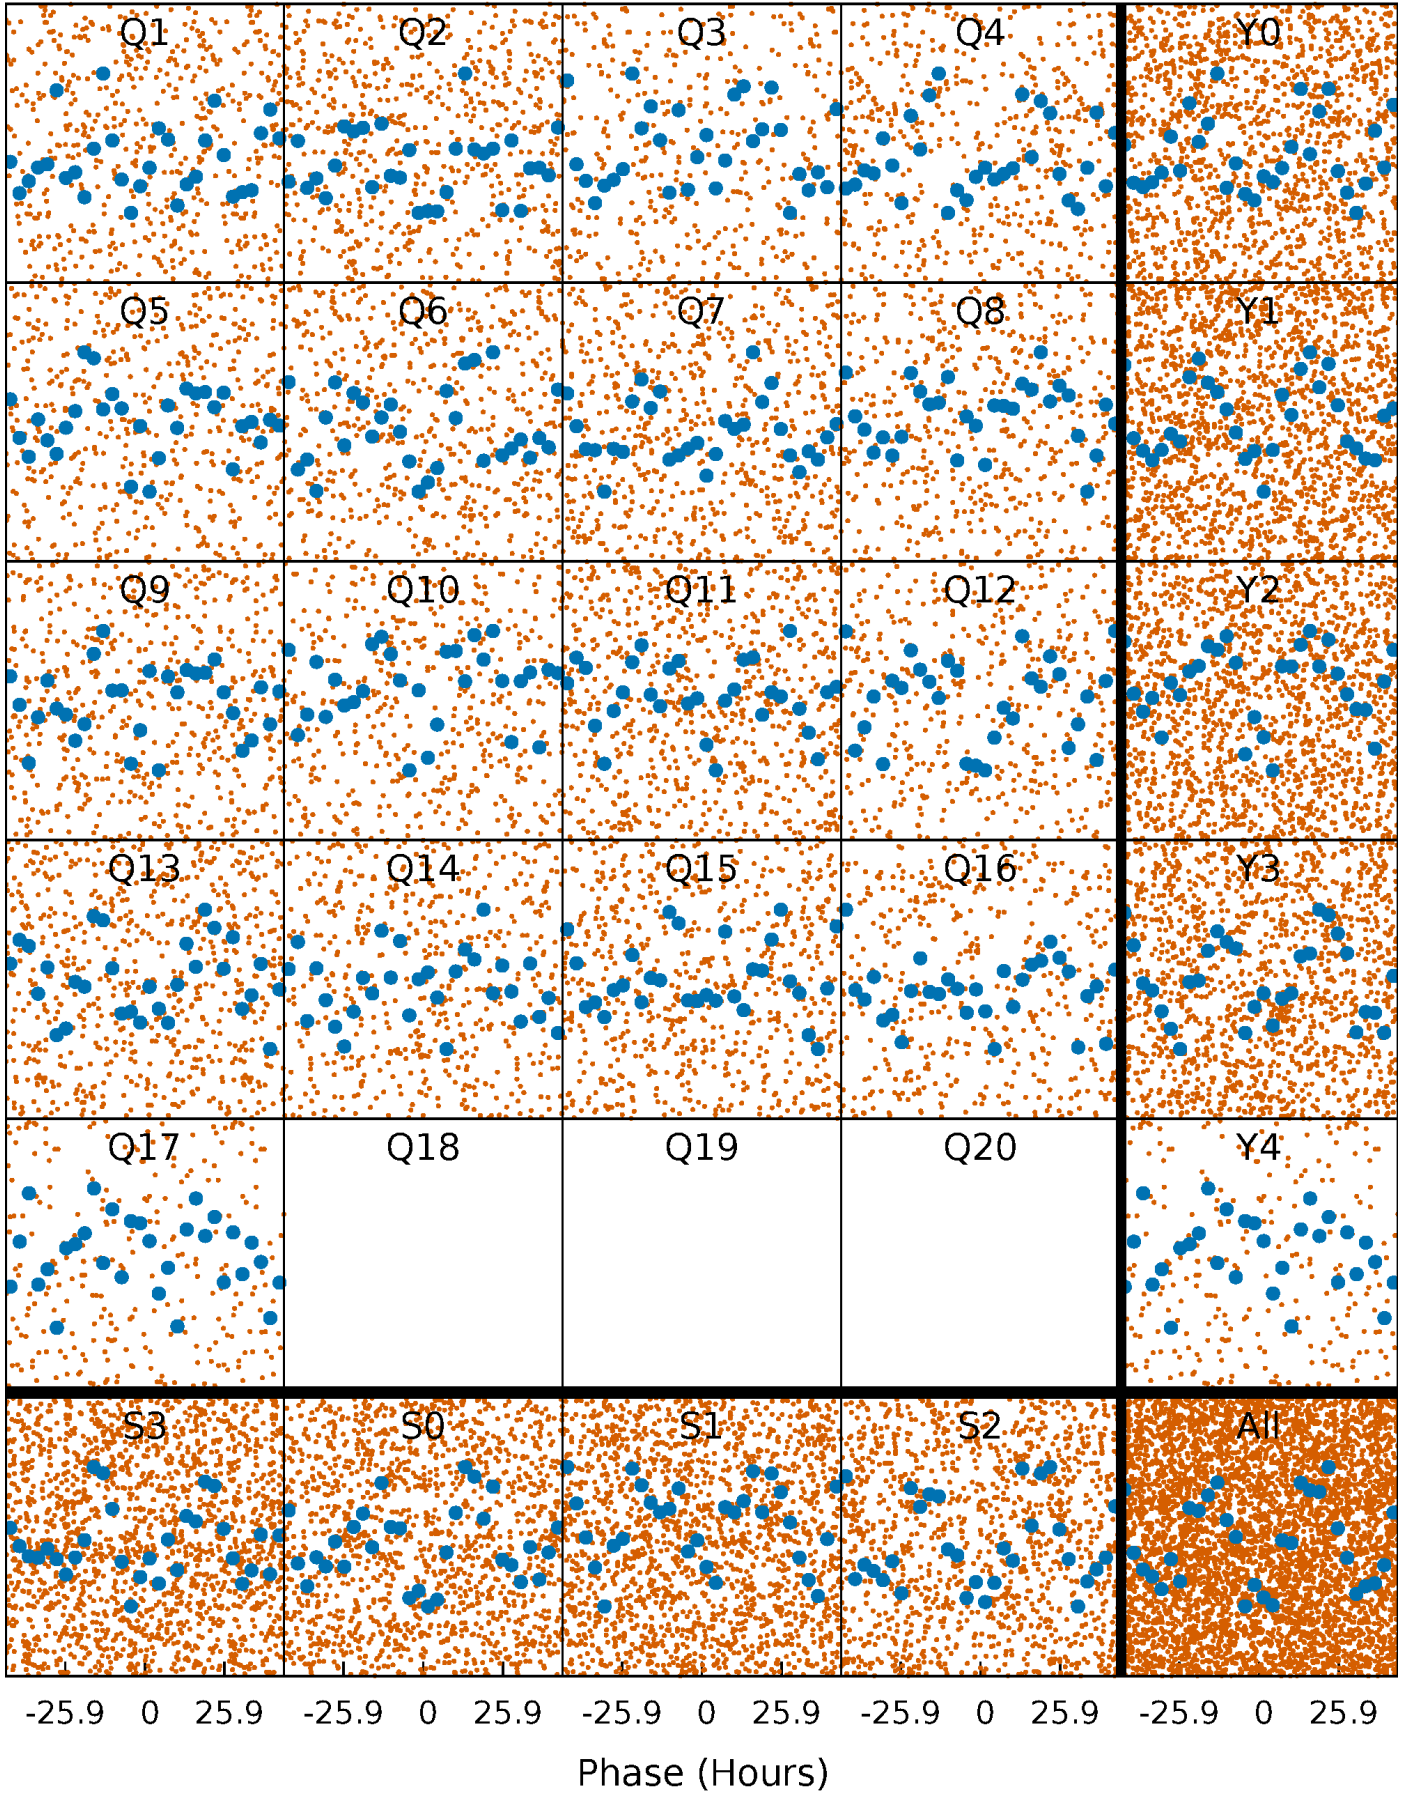 Q1 Q2 Q3 Q4 Y0
Q5 Q6 Q7 Q8 Y1
Q9 Q10 Q11 Q12 Y2
Q13 Q14 Q15 Q16 Y3
Q17 Q18 Q19 Q20 Y4
S3 S0 S1 S2 All
-25.9 0 25.9 -25.9 0 25.9 -25.9 0 25.9 -25.9 0 25.9 -25.9 0 25.9
Phase (Hours)